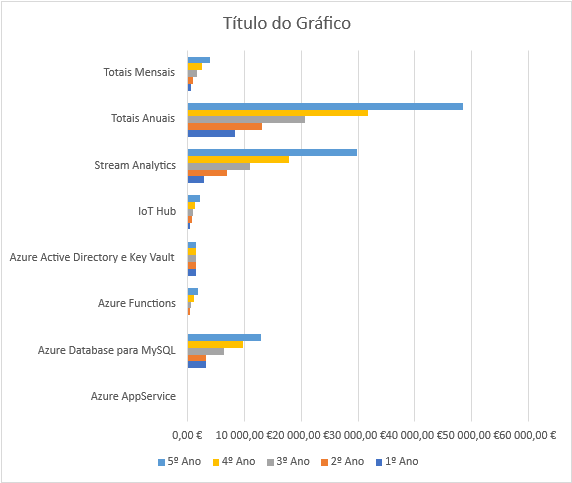 Título do Gráfico
Totais Mensais
Totais Anuais
Stream Analytics
IoT Hub
Azure Active Directory e Key Vault
Azure Functions
Azure Database para MySQL
Azure AppService
0,00 € 10 000,00 € 20 000,00 € 30 000,00 € 40 000,00 € 50 000,00 € 60 000,00 €
5º Ano 4º Ano 3º Ano 2º Ano 1º Ano